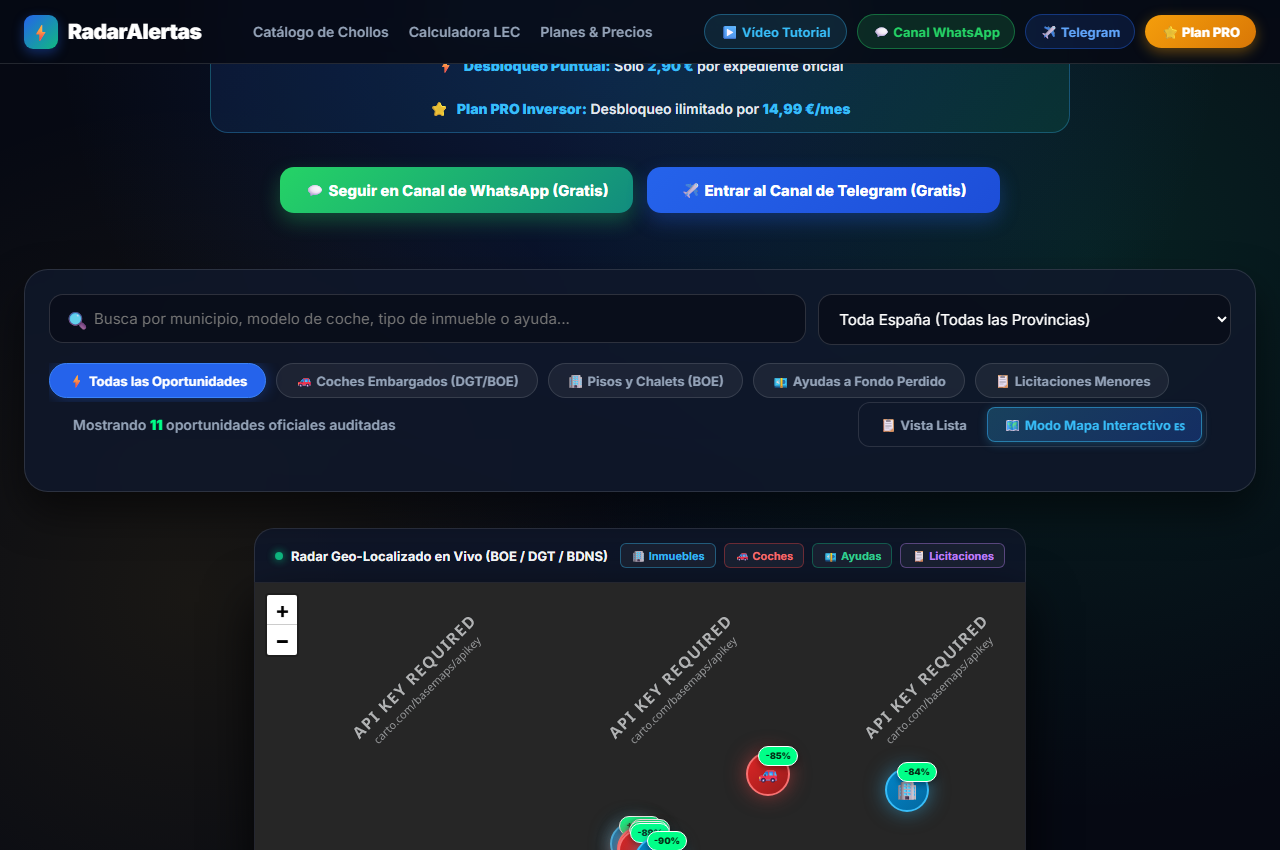 RadarAlertas
Catálogo de Chollos
Calculadora LEC
Planes & Precios
Vídeo Tutorial
Canal WhatsApp
Telegram
Plan PRO
Desbloqueo Puntual: Solo 2,90 € por expediente oficial
Plan PRO Inversor: Desbloqueo ilimitado por 14,99 €/mes
Seguir en Canal de WhatsApp (Gratis)
Entrar al Canal de Telegram (Gratis)
Busca por municipio, modelo de coche, tipo de inmueble o ayuda...
Toda España (Todas las Provincias)
Todas las Oportunidades
Coches Embargados (DGT/BOE)
Pisos y Chalets (BOE)
Ayudas a Fondo Perdido
Licitaciones Menores
Mostrando 11 oportunidades oficiales auditadas
Vista Lista
Modo Mapa Interactivo ES
Radar Geo-Localizado en Vivo (BOE / DGT / BDNS)
Inmuebles
Coches
Ayudas
Licitaciones
+
−
API KEY REQUIRED
carto.com/basemaps/apikey
API KEY REQUIRED
carto.com/basemaps/apikey
API KEY REQUIRED
carto.com/basemaps/apikey
-85%
-84%
-90%